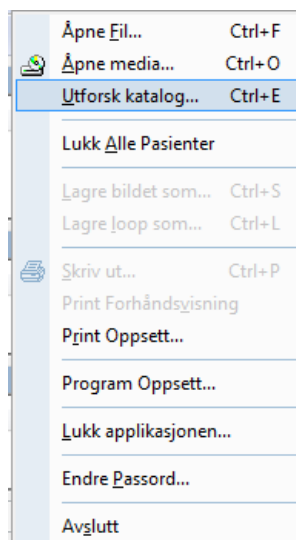 Åpne Fil... Ctrl+F
Åpne media... Ctrl+O
Utforsk katalog... Ctrl+E
Lukk Alle Pasienter
Lagre bildet som... Ctrl+S
Lagre loop som... Ctrl+L
Skriv ut... Ctrl+P
Print Forhåndsvisning
Print Oppsett...
Program Oppsett...
Lukk applikasjonen...
Endre Passord...
Avslutt